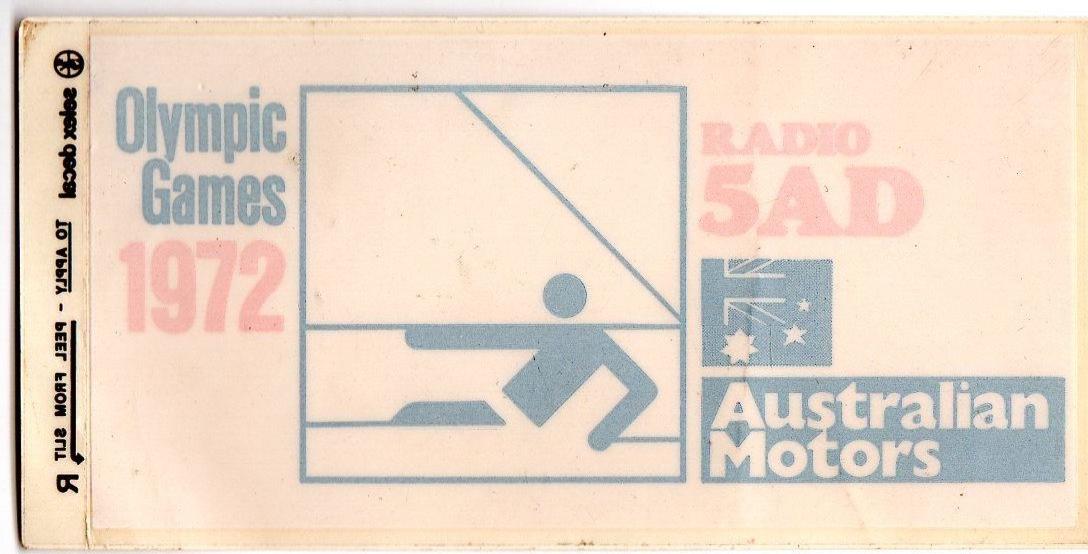 Olympic
Games
1972
RADIO
5AD
Australian
Motors
selex decal
TO APPLY - PEEL FROM SLIT
R